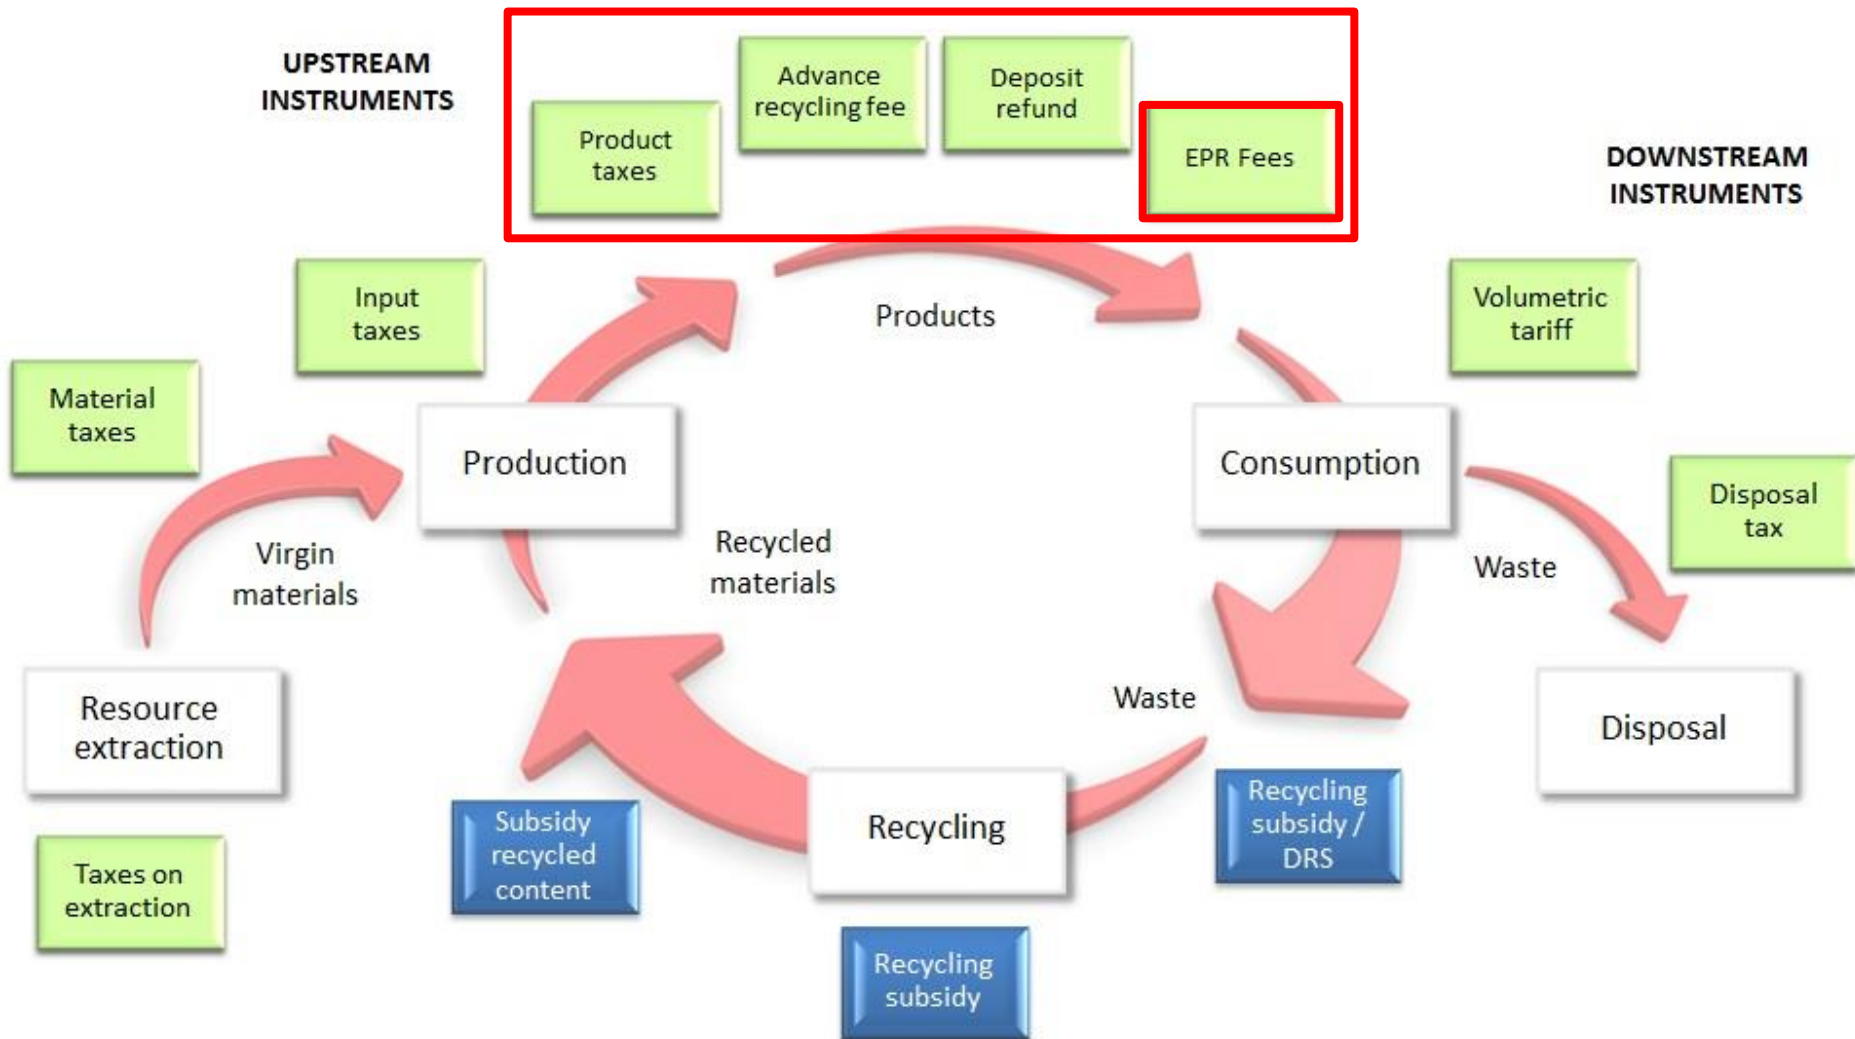 UPSTREAM
INSTRUMENTS
Product
taxes
Advance
recycling fee
Deposit
refund
EPR Fees
DOWNSTREAM
INSTRUMENTS
Input
taxes
Products
Volumetric
tariff
Material
taxes
Production
Consumption
Disposal
tax
Virgin
materials
Recycled
materials
Waste
Resource
extraction
Waste
Disposal
Subsidy
recycled
content
Recycling
Recycling
subsidy /
DRS
Taxes on
extraction
Recycling
subsidy